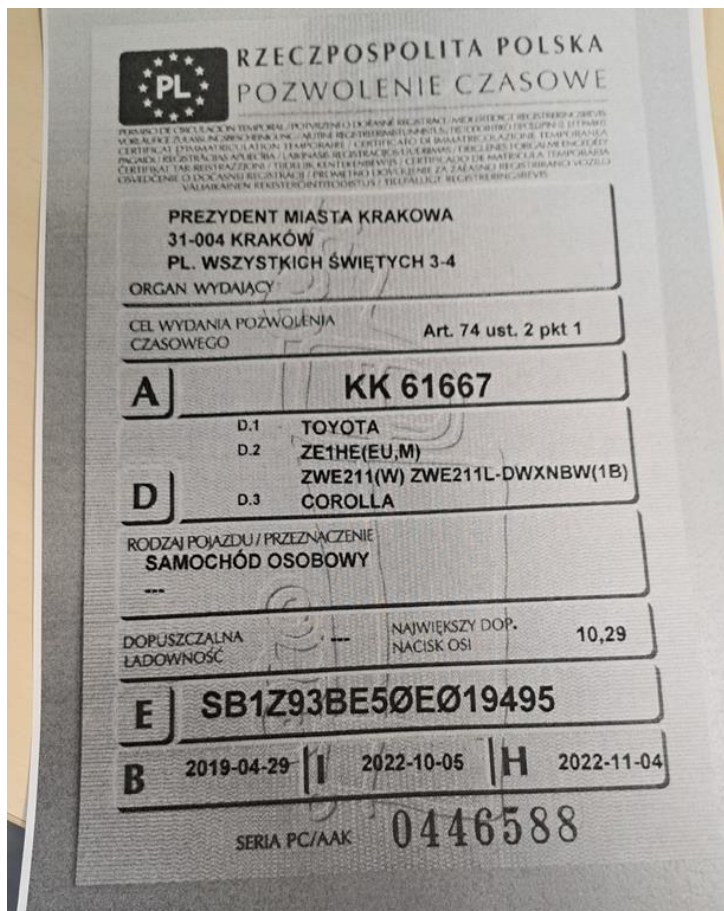 PL
RZECZPOSPOLITA POLSKA
POZWOLENIE CZASOWE
PREZYDENT MIASTA KRAKOWA
31-004 KRAKÓW
PL. WSZYSTKICH ŚWIĘTYCH 3-4
ORGAN WYDAJĄCY
CEL WYDANIA POZWOLENIA
CZASOWEGO
Art. 74 ust. 2 pkt 1
A KK 61667
D.1 TOYOTA
D.2 ZE1HE(EU,M)
ZWE211(W) ZWE211L-DWXNBW(1B)
D D.3 COROLLA
RODZAJ POJAZDU / PRZEZNACZENIE
SAMOCHÓD OSOBOWY
---
DOPUSZCZALNA
ŁADOWNOŚĆ
---
NAJWIĘKSZY DOP.
NACISK OSI
10,29
E SB1Z93BE5ØEØ19495
B 2019-04-29 I 2022-10-05 H 2022-11-04
SERIA PC/AAK 0446588